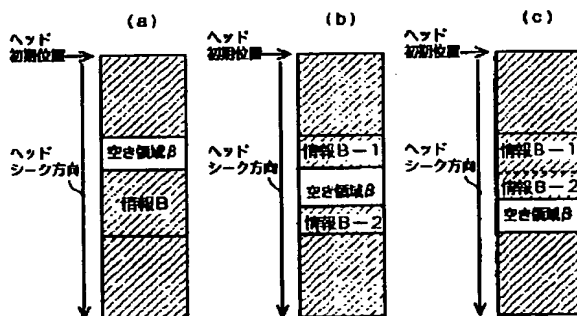 (a)
ヘッド
初期位置
ヘッド
シーク方向
空き領域β
情報B
(b)
ヘッド
初期位置
ヘッド
シーク方向
情報B-1
空き領域β
情報B-2
(c)
ヘッド
初期位置
ヘッド
シーク方向
情報B-1
情報B-2
空き領域β